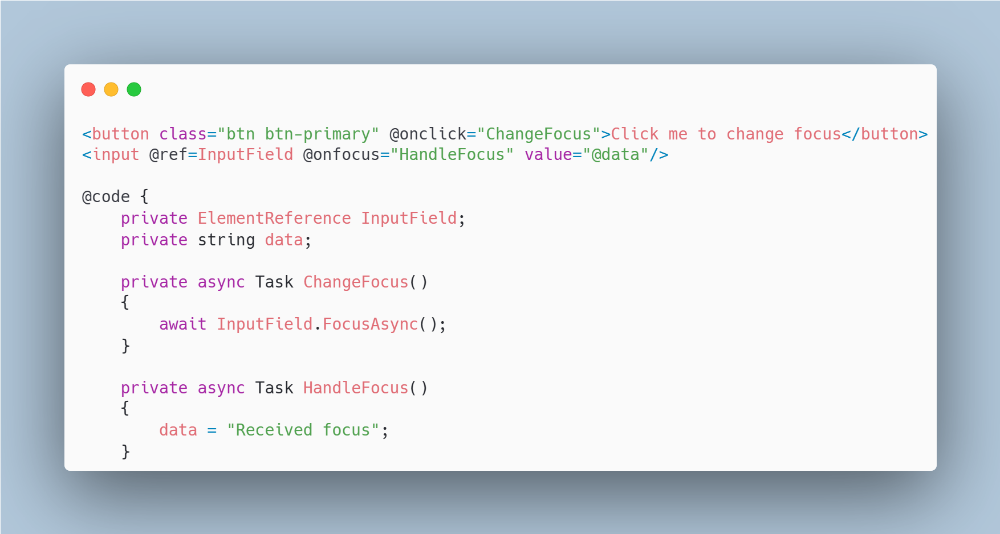 <button class="btn btn-primary" @onclick="ChangeFocus">Click me to change focus</button>
<input @ref=InputField @onfocus="HandleFocus" value="@data"/>

@code {
    private ElementReference InputField;
    private string data;

    private async Task ChangeFocus()
    {
        await InputField.FocusAsync();
    }

    private async Task HandleFocus()
    {
        data = "Received focus";
    }